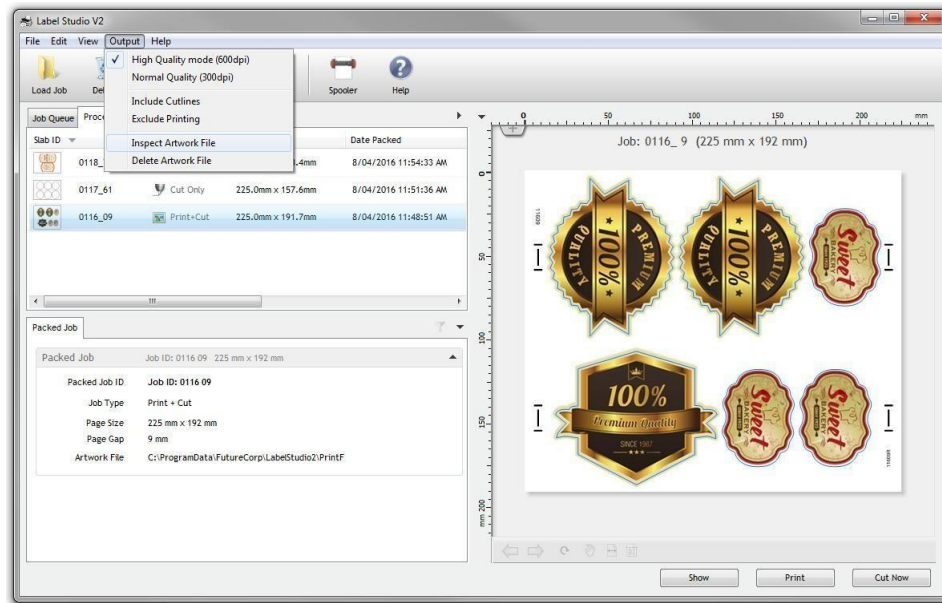 Label Studio V2
File Edit View Output Help
High Quality mode (600dpi)
Normal Quality (300dpi)
Include Cutlines
Exclude Printing
Inspect Artwork File
Delete Artwork File
Load Job
Spooler
Help
Job Queue
Slab ID
Date Packed
0118_
.4mm 8/04/2016 11:54:33 AM
0117_61 Cut Only 225.0mm x 157.6mm 8/04/2016 11:51:36 AM
0116_09 Print+Cut 225.0mm x 191.7mm 8/04/2016 11:48:51 AM
Packed Job
Packed Job Job ID: 0116 09 225 mm x 192 mm
Packed Job ID Job ID: 0116 09
Job Type Print + Cut
Page Size 225 mm x 192 mm
Page Gap 9 mm
Artwork File C:\ProgramData\FutureCorp\LabelStudio2\PrintF
0 50 100 150 200 mm
Job: 0116_ 9 (225 mm x 192 mm)
0
50
100
150
mm 200
PREMIUM
100%
QUALITY
PREMIUM
100%
QUALITY
Sweet
BAKERY
100%
Premium Quality
SINCE 1987
Sweet
BAKERY
Sweet
BAKERY
Show Print Cut Now